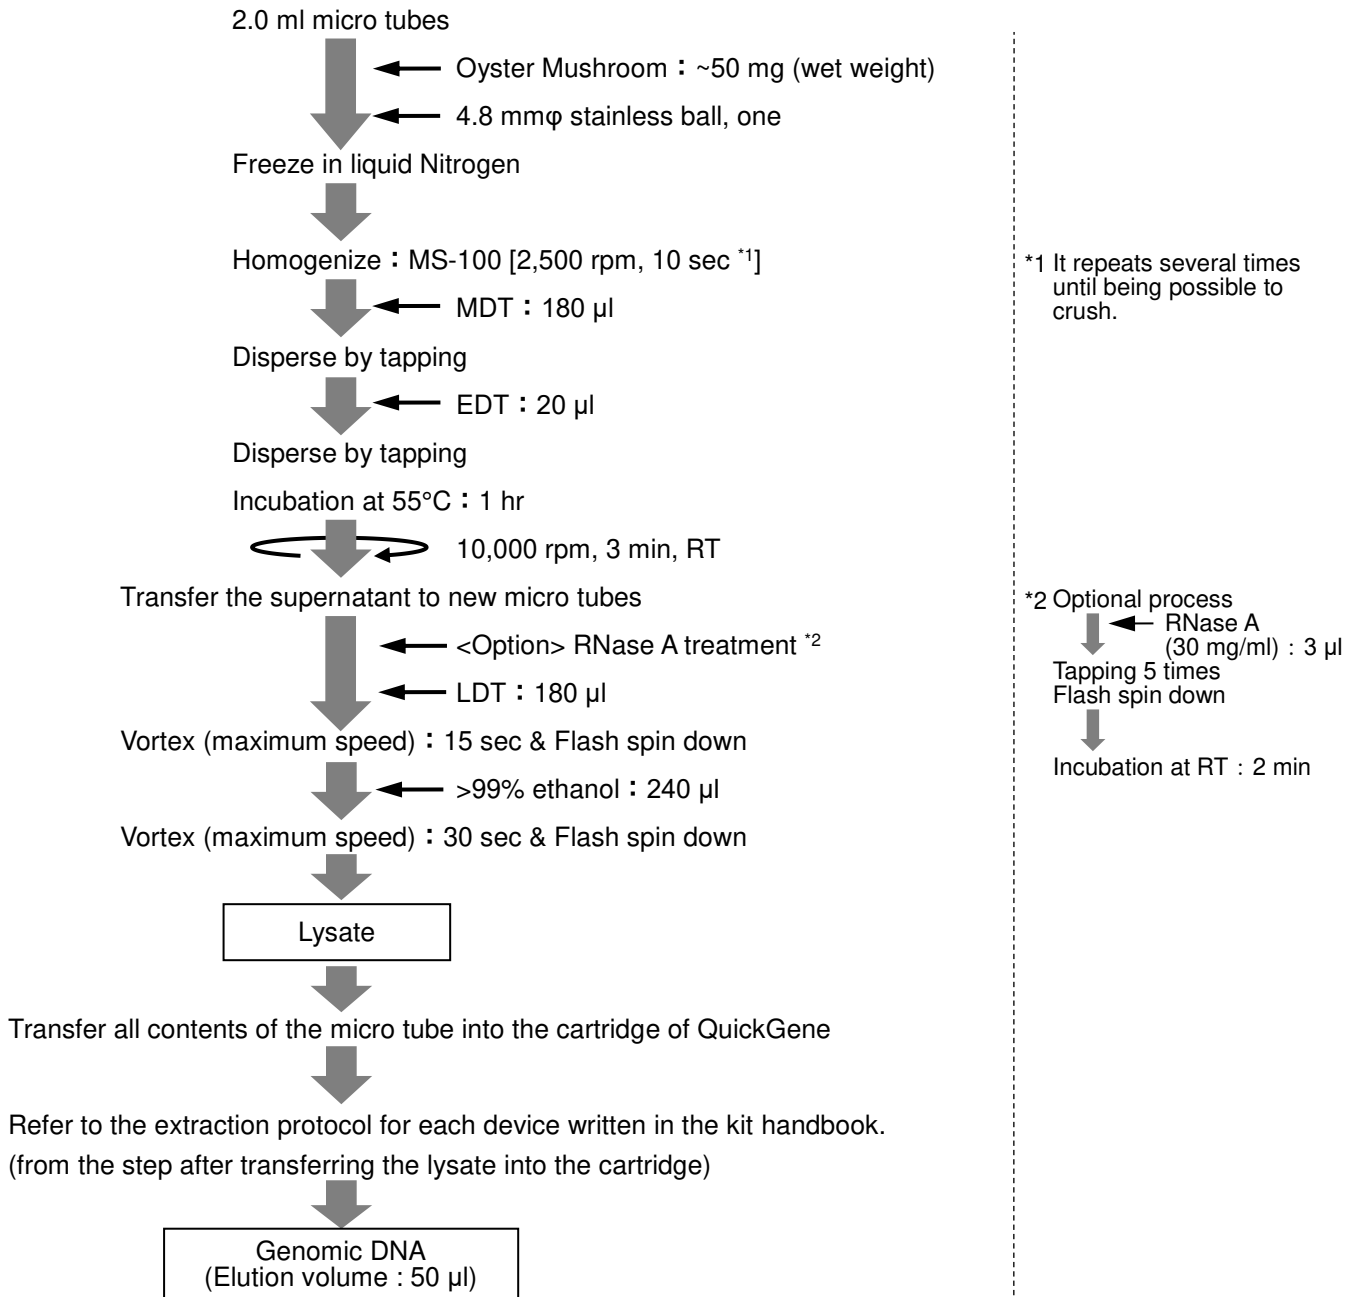 2.0 ml micro tubes
Oyster Mushroom：~50 mg (wet weight)
4.8 mmφ stainless ball, one
Freeze in liquid Nitrogen
Homogenize：MS-100 [2,500 rpm, 10 sec *1]
MDT：180 µl
Disperse by tapping
EDT：20 µl
Disperse by tapping
Incubation at 55°C：1 hr
10,000 rpm, 3 min, RT
Transfer the supernatant to new micro tubes
<Option> RNase A treatment *2
LDT：180 µl
Vortex (maximum speed)：15 sec & Flash spin down
>99% ethanol：240 µl
Vortex (maximum speed)：30 sec & Flash spin down
Lysate
Transfer all contents of the micro tube into the cartridge of QuickGene
Refer to the extraction protocol for each device written in the kit handbook.
(from the step after transferring the lysate into the cartridge)
Genomic DNA
(Elution volume : 50 µl)
*1 It repeats several times
until being possible to
crush.
*2 Optional process
RNase A
(30 mg/ml)：3 µl
Tapping 5 times
Flash spin down
Incubation at RT：2 min